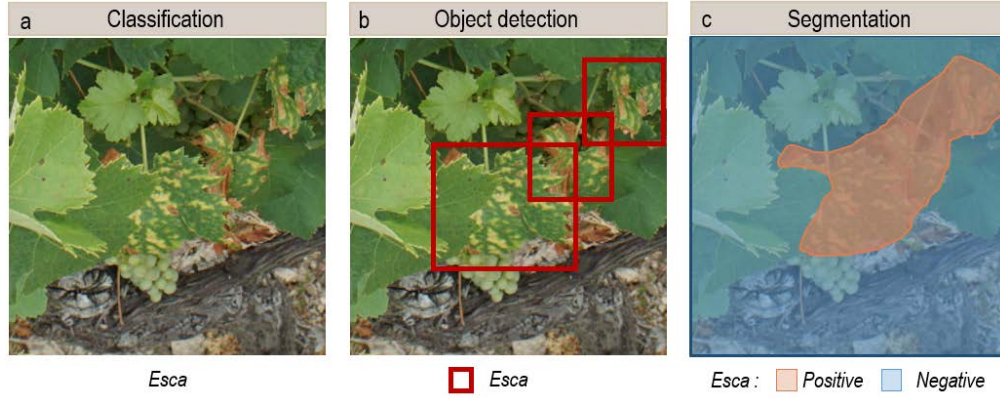 a Classification
b Object detection
c Segmentation
Esca
Esca
Esca : Positive Negative